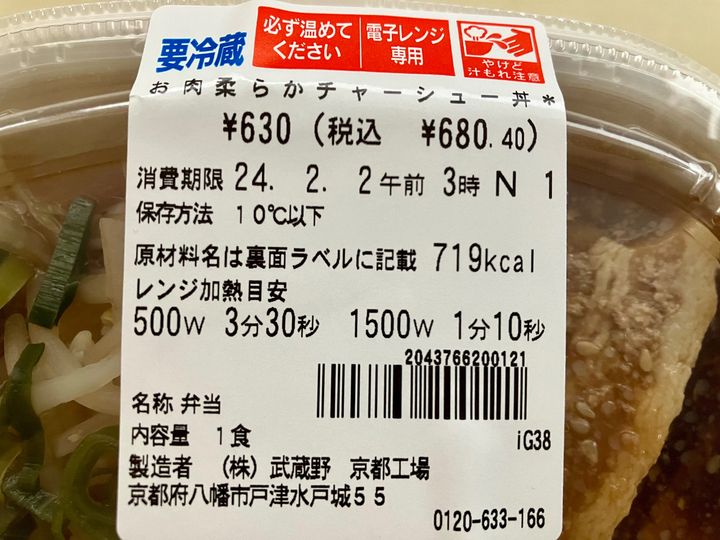 要冷蔵
必ず温めて
ください
電子レンジ
専用
やけど
汁もれ注意
お肉柔らかチャーシュー丼*
¥630(税込 ¥680.40)
消費期限 24. 2. 2午前 3時 N 1
保存方法 10℃以下
原材料名は裏面ラベルに記載 719kcal
レンジ加熱目安
500W 3分30秒 1500W 1分10秒
2043766200121
名称 弁当
内容量 1食
iG38
製造者 (株)武蔵野 京都工場
京都府八幡市戸津水戸城55
0120-633-166